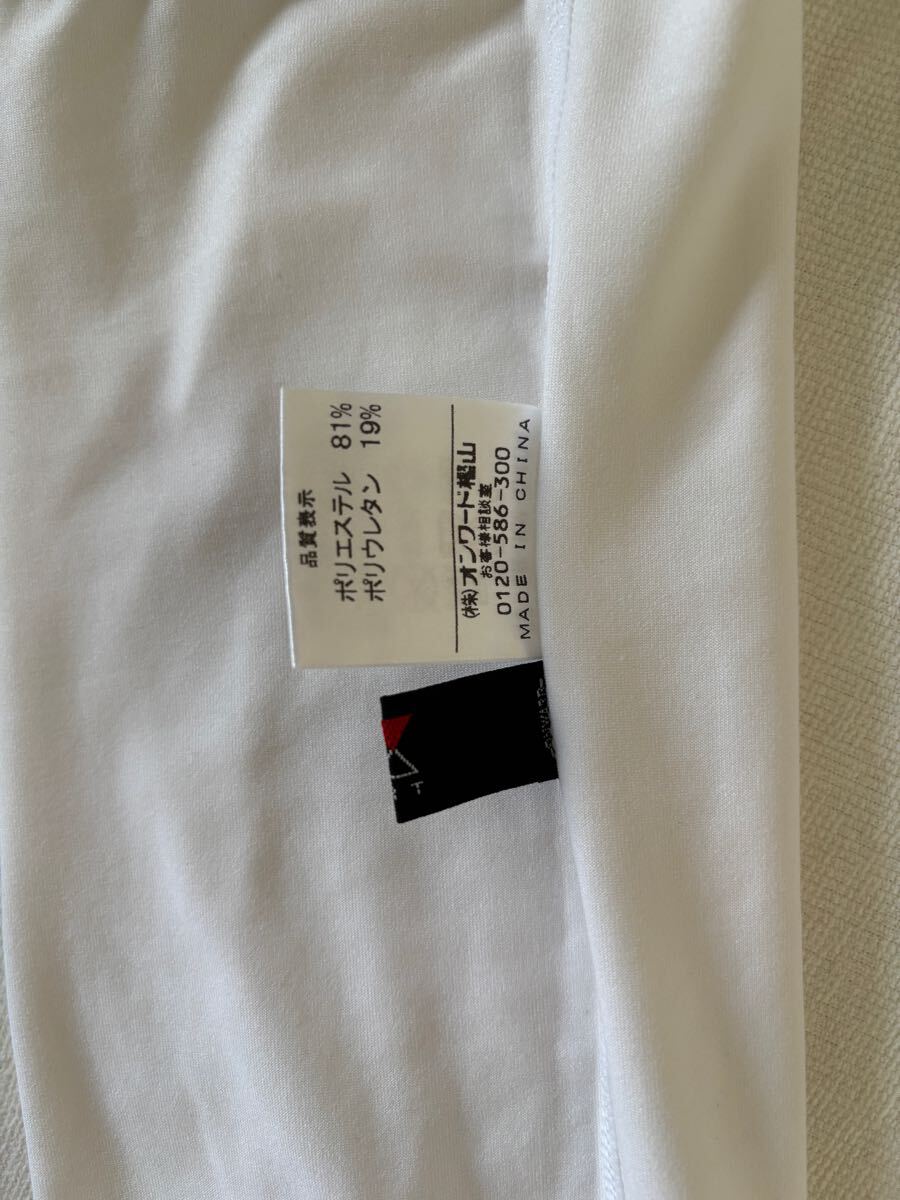 品質表示
ポリエステル 81%
ポリウレタン 19%
(株)オンワード樫山
お客様相談室
0120-586-300
MADE IN CHINA